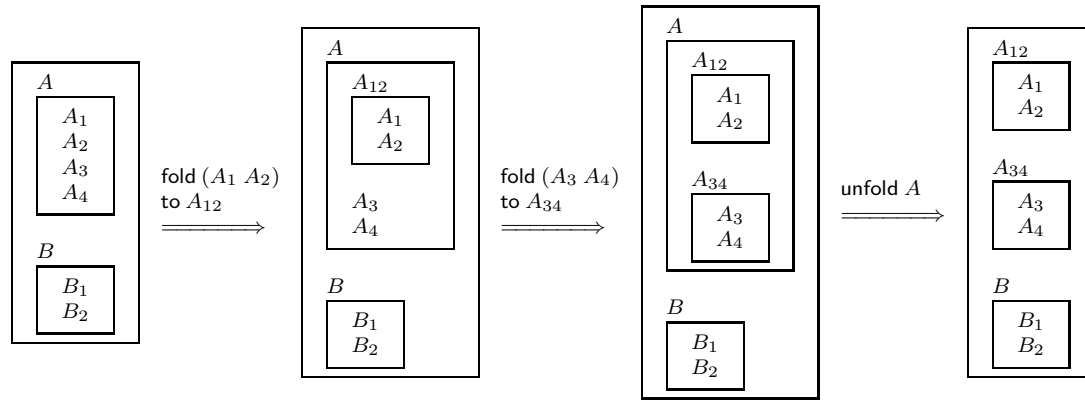 A
A₁
A₂
A₃
A₄
B
B₁
B₂
fold (A₁ A₂)
to A₁₂
⟹
A
A₁₂
A₁
A₂
A₃
A₄
B
B₁
B₂
fold (A₃ A₄)
to A₃₄
⟹
A
A₁₂
A₁
A₂
A₃₄
A₃
A₄
B
B₁
B₂
unfold A
⟹
A₁₂
A₁
A₂
A₃₄
A₃
A₄
B
B₁
B₂